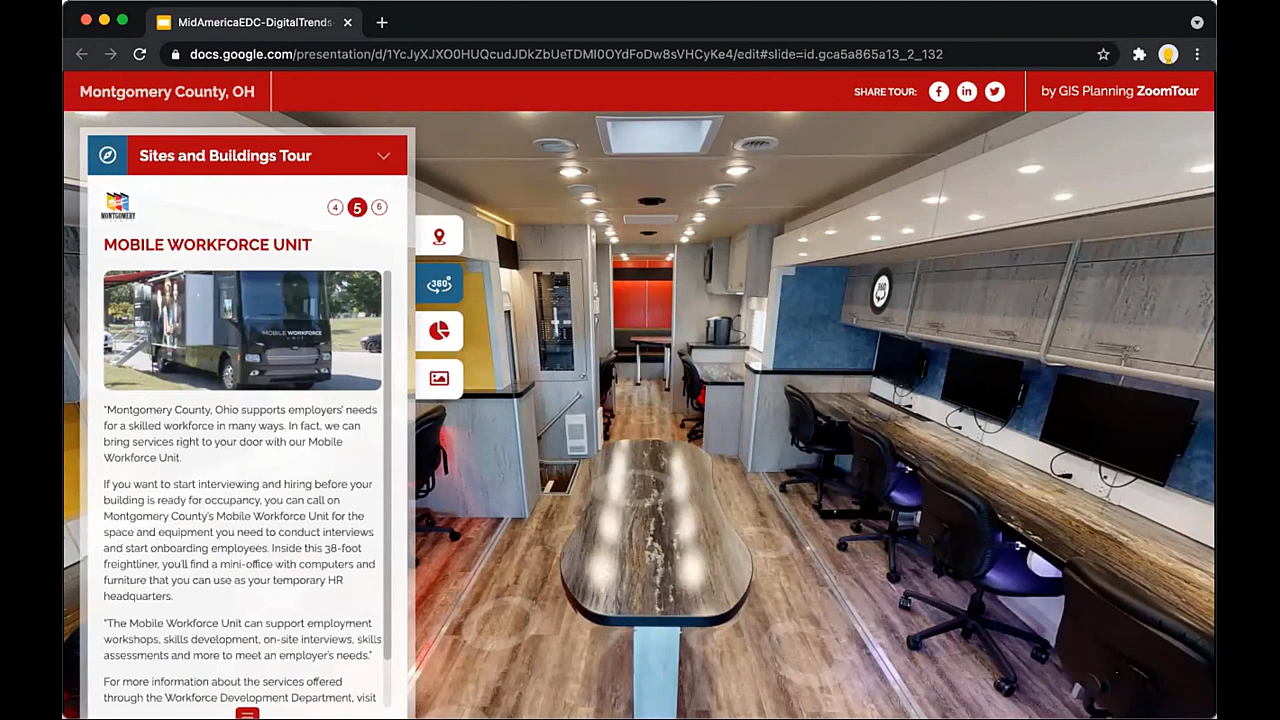 MidAmericaEDC-DigitalTrends
docs.google.com/presentation/d/1YcJyXJXO0HUQcudJDkZbUeTDMI0OYdFoDw8sVHCyKe4/edit#slide=id.gca5a865a13_2_132
Montgomery County, OH
SHARE TOUR:
by GIS Planning ZoomTour
Sites and Buildings Tour
MONTGOMERY
4 5 6
MOBILE WORKFORCE UNIT
MOBILE WORKFORCE
UNIT
360°
360
"Montgomery County, Ohio supports employers' needs
for a skilled workforce in many ways. In fact, we can
bring services right to your door with our Mobile
Workforce Unit.
If you want to start interviewing and hiring before your
building is ready for occupancy, you can call on
Montgomery County's Mobile Workforce Unit for the
space and equipment you need to conduct interviews
and start onboarding employees. Inside this 38-foot
freightliner, you'll find a mini-office with computers and
furniture that you can use as your temporary HR
headquarters.
"The Mobile Workforce Unit can support employment
workshops, skills development, on-site interviews, skills
assessments and more to meet an employer's needs."
For more information about the services offered
through the Workforce Development Department, visit